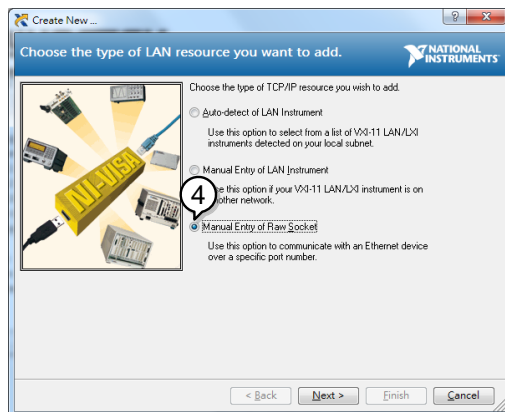 Create New ...
Choose the type of LAN resource you want to add.
NATIONAL INSTRUMENTS
Choose the type of TCP/IP resource you wish to add.
Auto-detect of LAN Instrument
Use this option to select from a list of VXI-11 LAN/LXI
instruments detected on your local subnet.
Manual Entry of LAN Instrument
this option if your VXI-11 LAN/LXI instrument is on
other network.
4
Manual Entry of Raw Socket
Use this option to communicate with an Ethernet device
over a specific port number.
NI-VISA
< Back
Next >
Finish
Cancel